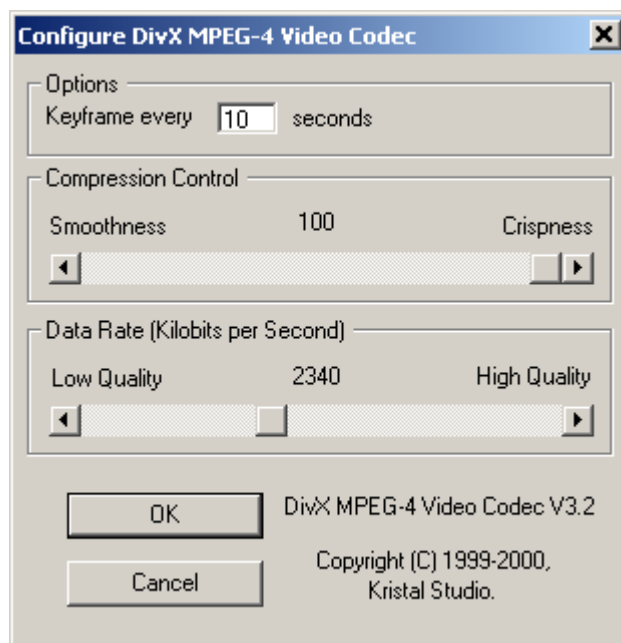 Configure DivX MPEG-4 Video Codec
Options
Keyframe every 10 seconds
Compression Control
Smoothness 100 Crispness
Data Rate (Kilobits per Second)
Low Quality 2340 High Quality
OK
DivX MPEG-4 Video Codec V3.2
Cancel
Copyright (C) 1999-2000,
Kristal Studio.